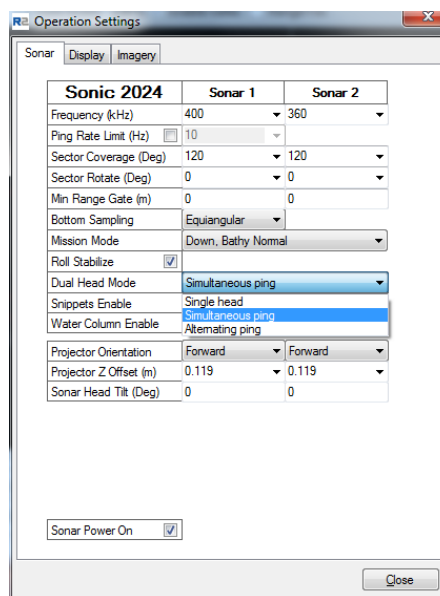 R2 Operation Settings
Sonar Display Imagery
Sonic 2024 Sonar 1 Sonar 2
Frequency (kHz) 400 360
Ping Rate Limit (Hz) 10
Sector Coverage (Deg) 120 120
Sector Rotate (Deg) 0 0
Min Range Gate (m) 0 0
Bottom Sampling Equiangular
Mission Mode Down, Bathy Normal
Roll Stabilize
Dual Head Mode Simultaneous ping
Snippets Enable Single head
Simultaneous ping
Water Column Enable Alternating ping
Projector Orientation Forward Forward
Projector Z Offset (m) 0.119 0.119
Sonar Head Tilt (Deg) 0 0
Sonar Power On
Close